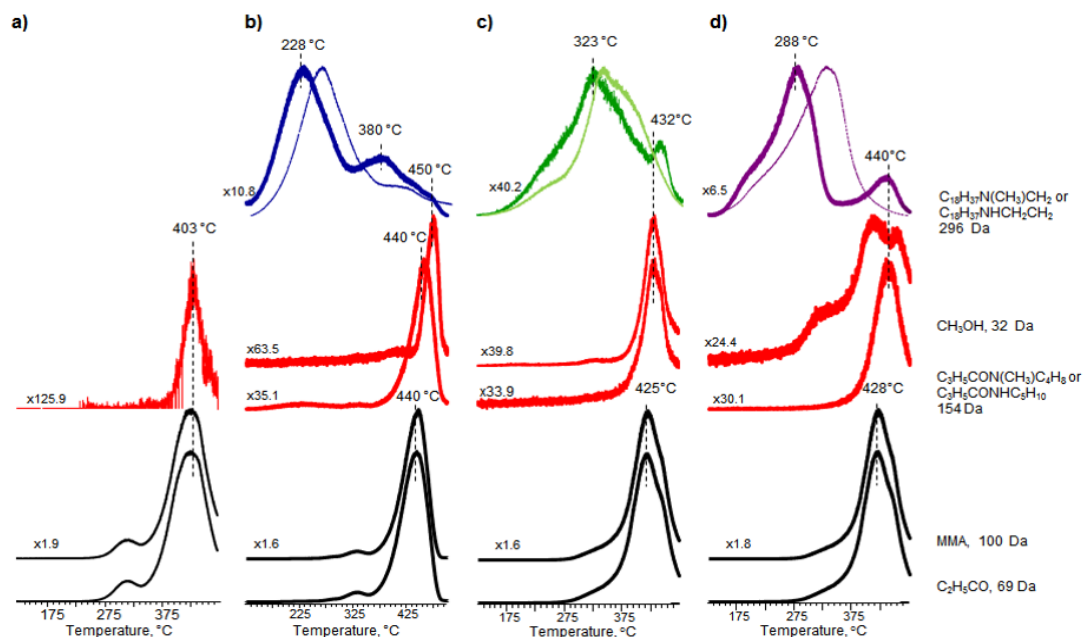 a)
b)
c)
d)
228 °C
323 °C
288 °C
380 °C
432°C
450 °C
440°C
x10.8
x40.2
x6.5
C18H37N(CH3)CH2 or
C18H37NHCH2CH2
296 Da
403 °C
440 °C
CH3OH, 32 Da
x63.5
x39.8
x24.4
x125.9
x35.1
x33.9
x30.1
C3H5CON(CH3)C4H8 or
C3H5CONHC5H10
154 Da
440 °C
425°C
428°C
x1.9
x1.6
x1.6
x1.8
MMA, 100 Da
C2H5CO, 69 Da
175 275 375
225 325 425
175 275 375
175 275 375
Temperature, °C
Temperature, °C
Temperature, °C
Temperature, °C